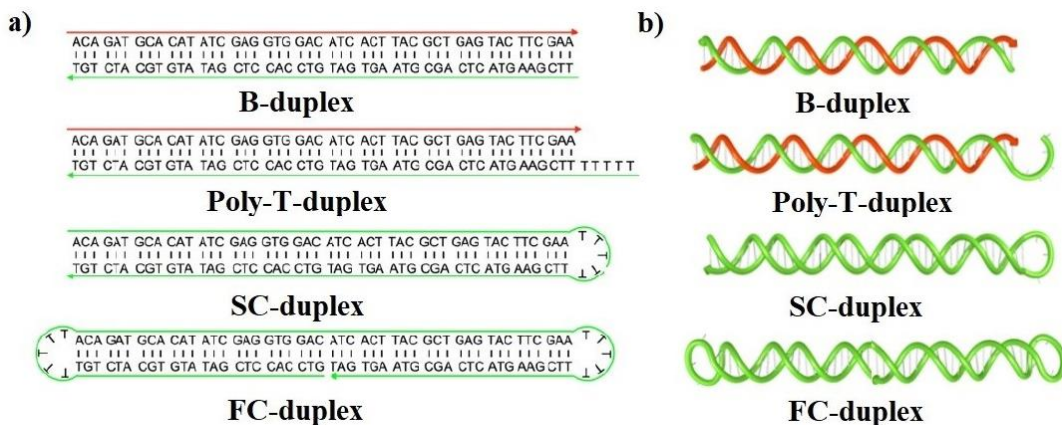 a)
ACA GAT GCA CAT ATC GAG GTG GAC ATC ACT TAC GCT GAG TAC TTC GAA
TGT CTA CGT GTA TAG CTC CAC CTG TAG TGA ATG CGA CTC ATG AAG CTT
B-duplex
ACA GAT GCA CAT ATC GAG GTG GAC ATC ACT TAC GCT GAG TAC TTC GAA
TGT CTA CGT GTA TAG CTC CAC CTG TAG TGA ATG CGA CTC ATG AAG CTT T T T T T
Poly-T-duplex
ACA GAT GCA CAT ATC GAG GTG GAC ATC ACT TAC GCT GAG TAC TTC GAA T T T T T
TGT CTA CGT GTA TAG CTC CAC CTG TAG TGA ATG CGA CTC ATG AAG CTT
SC-duplex
T T T T T ACA GAT GCA CAT ATC GAG GTG GAC ATC ACT TAC GCT GAG TAC TTC GAA T T T T T
TGT CTA CGT GTA TAG CTC CAC CTG TAG TGA ATG CGA CTC ATG AAG CTT
FC-duplex
b)
B-duplex
Poly-T-duplex
SC-duplex
FC-duplex